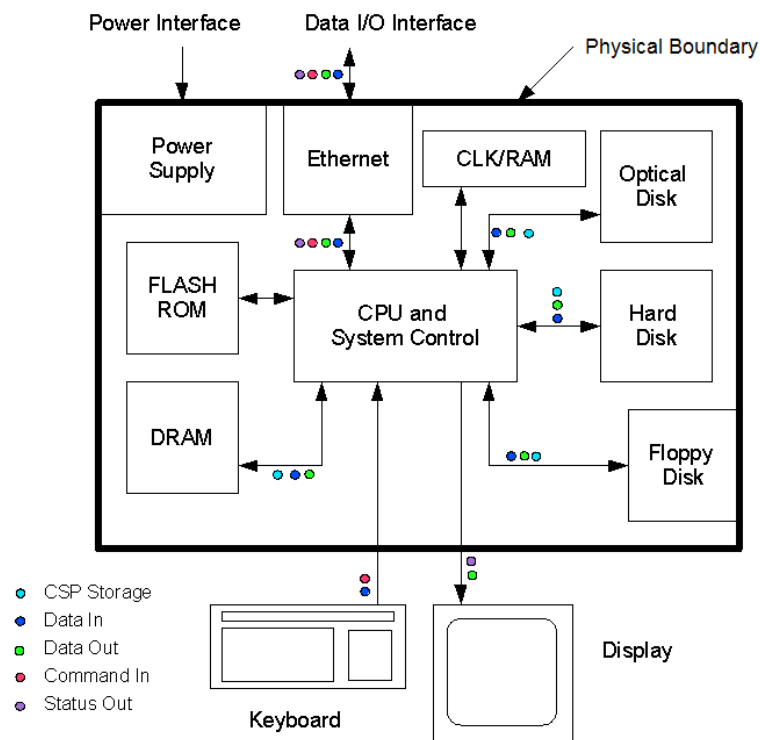 Power Interface
Data I/O Interface
Physical Boundary
Power
Supply
Ethernet
CLK/RAM
Optical
Disk
FLASH
ROM
CPU and
System Control
Hard
Disk
DRAM
Floppy
Disk
CSP Storage
Data In
Data Out
Command In
Status Out
Keyboard
Display